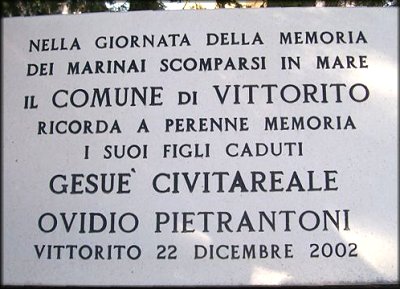 NELLA GIORNATA DELLA MEMORIA
DEI MARINAI SCOMPARSI IN MARE
IL COMUNE DI VITTORITO
RICORDA A PERENNE MEMORIA
I SUOI FIGLI CADUTI
GESUE' CIVITAREALE
OVIDIO PIETRANTONI
VITTORITO 22 DICEMBRE 2002